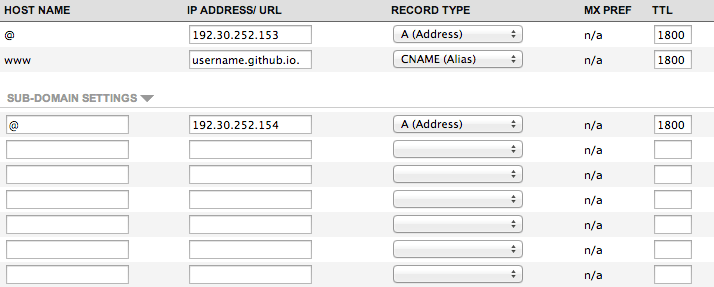 HOST NAME IP ADDRESS/ URL RECORD TYPE MX PREF TTL
@ 192.30.252.153 A (Address) n/a 1800
www username.github.io. CNAME (Alias) n/a 1800
SUB-DOMAIN SETTINGS
@ 192.30.252.154 A (Address) n/a 1800
n/a
n/a
n/a
n/a
n/a
n/a